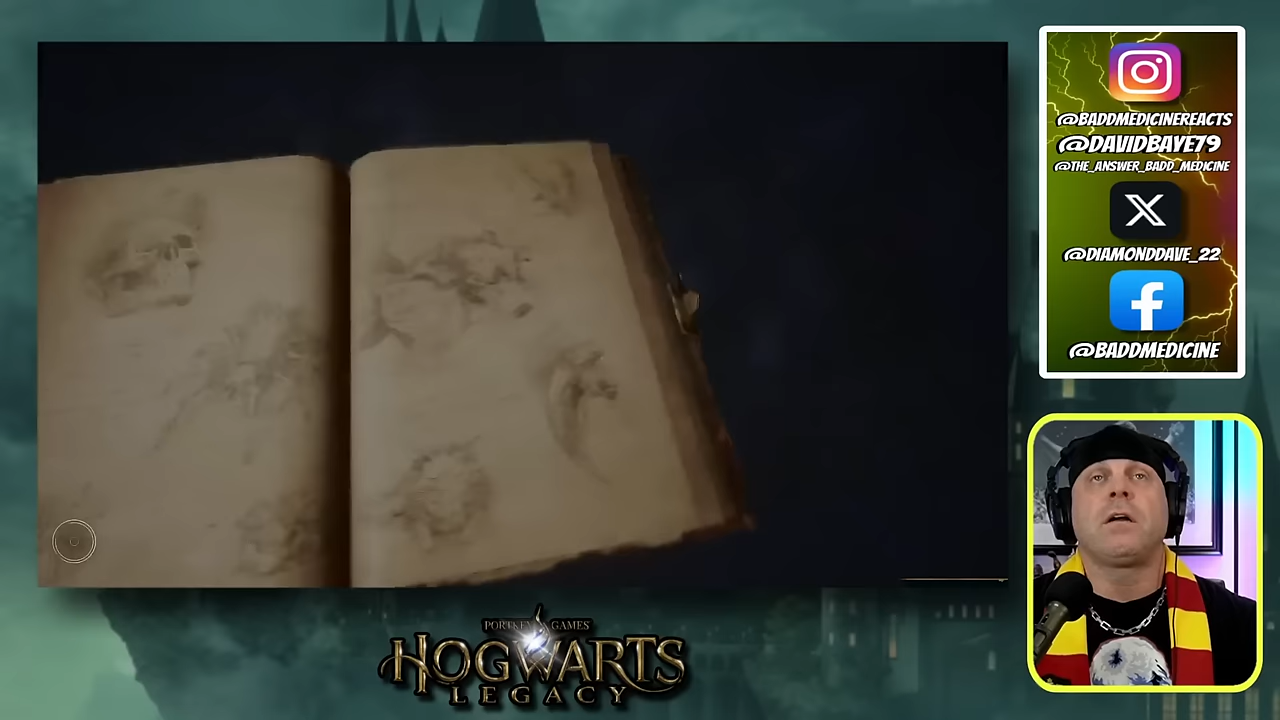 @BADDMEDICINEREACTS
@DAVIDBAYE79
@THE_ANSWER_BADD_MEDICINE
@DIAMONDDAVE_22
@BADDMEDICINE
PORTKEY GAMES
HOGWARTS
LEGACY